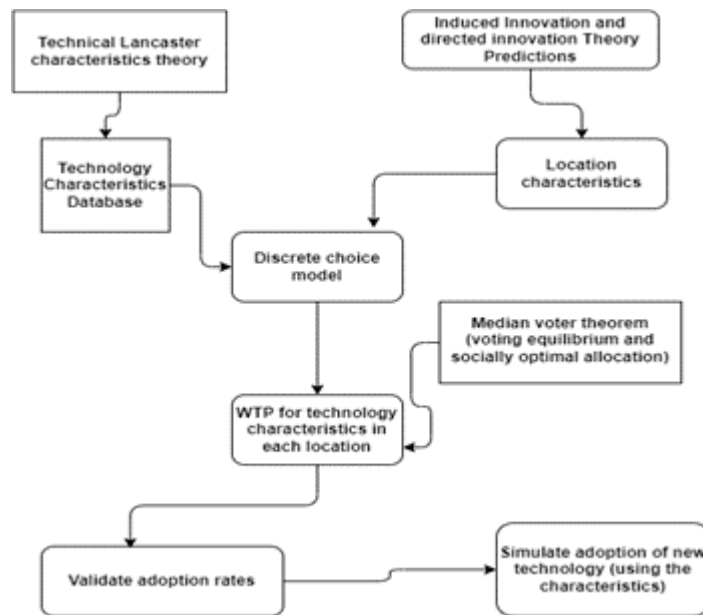 Technical Lancaster
characteristics theory
Induced Innovation and
directed innovation Theory
Predictions
Technology
Characteristics
Database
Location
characteristics
Discrete choice
model
Median voter theorem
(voting equilibrium and
socially optimal allocation)
WTP for technology
characteristics in
each location
Validate adoption rates
Simulate adoption of new
technology (using the
characteristics)